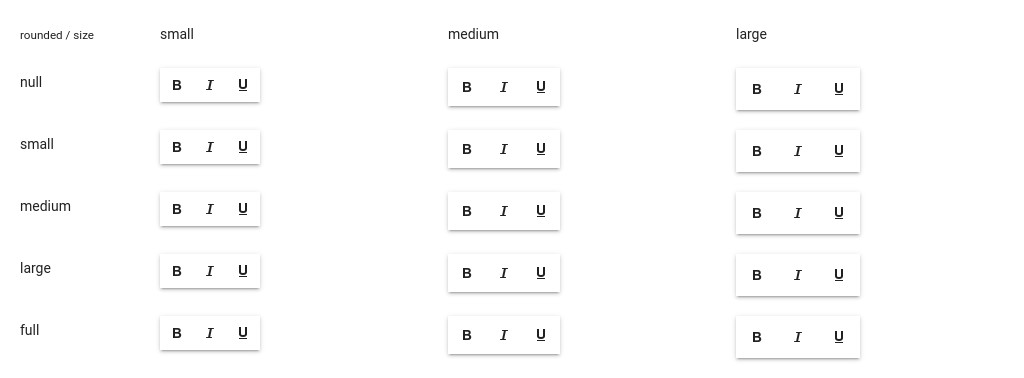 rounded / size small medium large
null B I U B I U B I U
small B I U B I U B I U
medium B I U B I U B I U
large B I U B I U B I U
full B I U B I U B I U